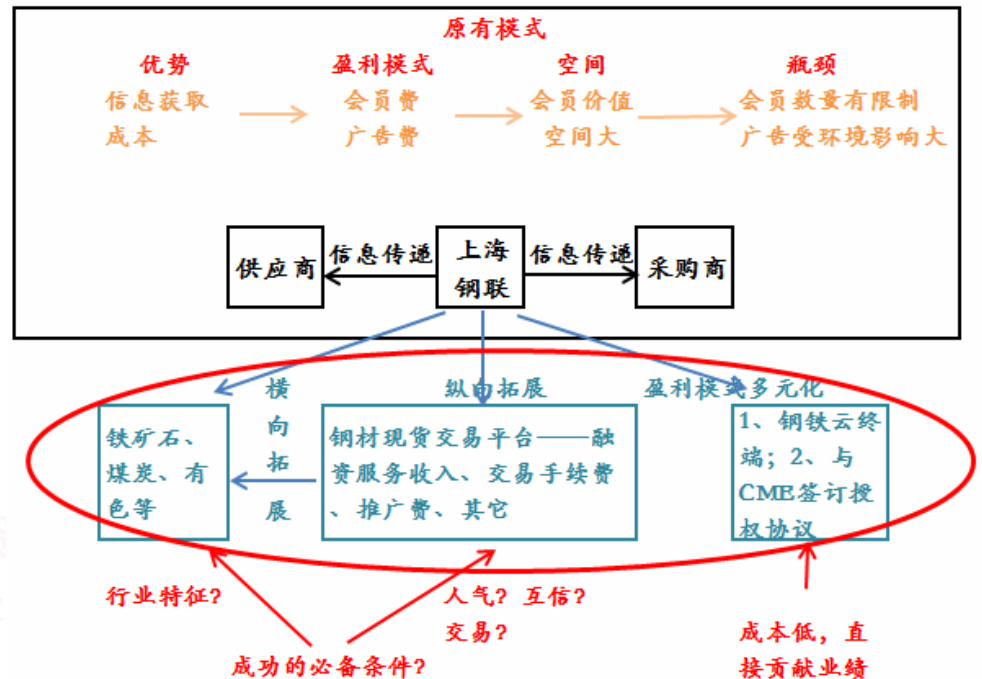 原有模式
优势
盈利模式
空间
瓶颈
信息获取
成本
会员费
广告费
会员价值
空间大
会员数量有限制
广告受环境影响大
供应商
信息传递
上海
钢联
信息传递
采购商
横
向
拓
展
纵向拓展
盈利模式多元化
铁矿石、
煤炭、有
色等
钢材现货交易平台——融
资服务收入、交易手续费
、推广费、其它
1、钢铁云终
端；2、与
CME签订授
权协议
行业特征?
人气? 互信?
交易?
成功的必备条件?
成本低，直
接贡献业绩